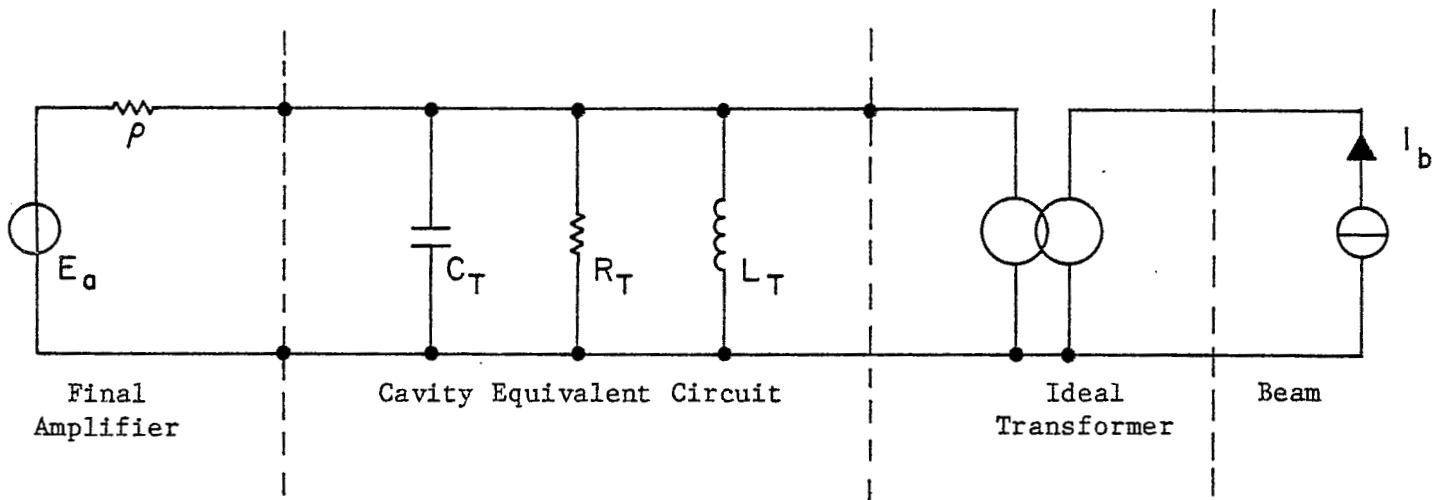 ρ
I_b
E_a
C_T
R_T
L_T
Final
Amplifier
Cavity Equivalent Circuit
Ideal
Transformer
Beam